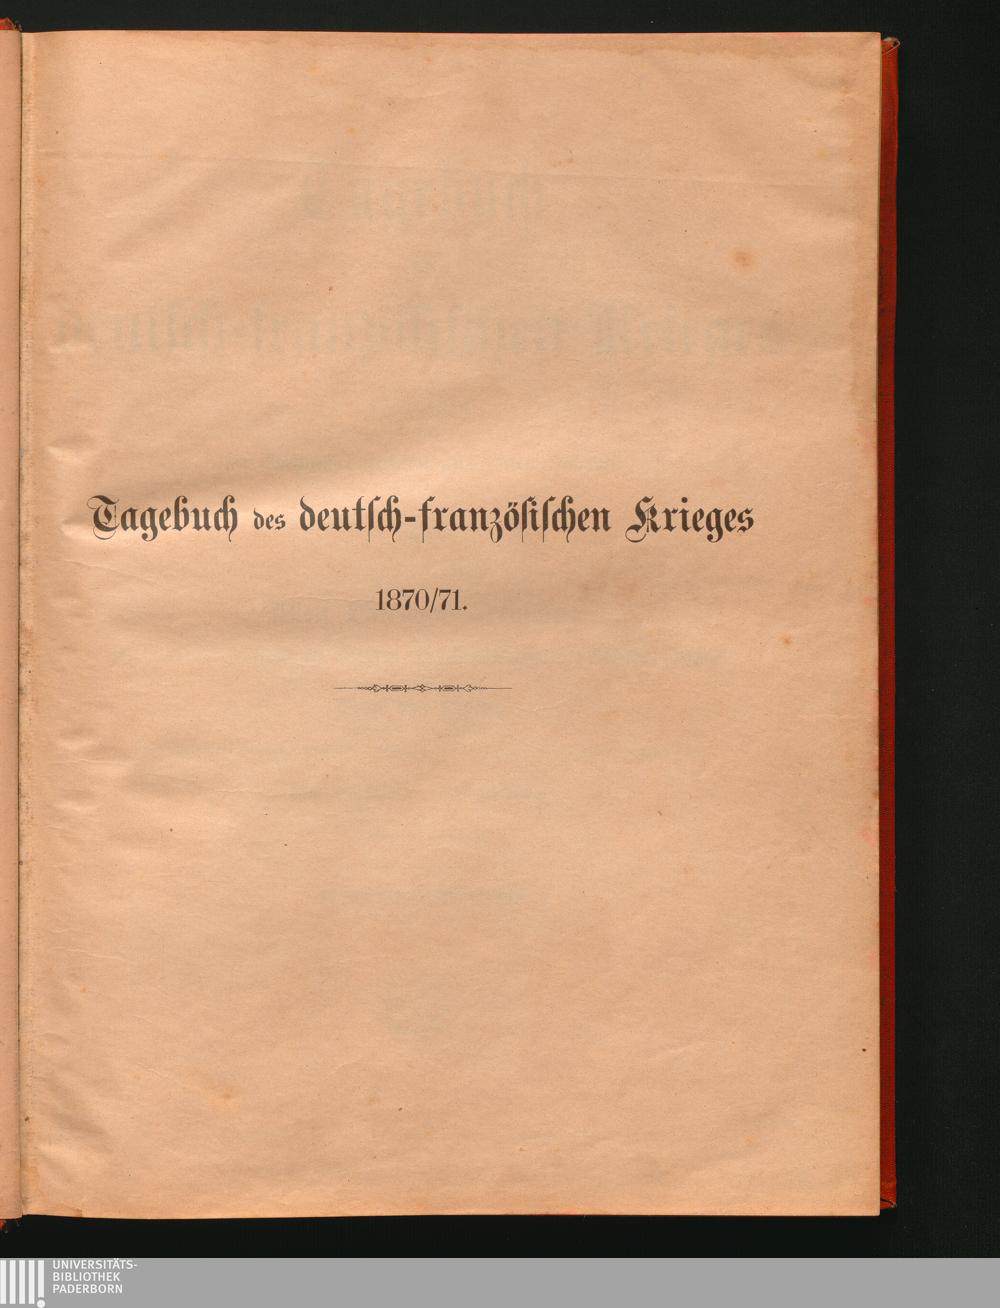 Tagebuch des deutſch-franzöſiſchen Krieges
1870/71.
UNIVERSITÄTS-
BIBLIOTHEK
PADERBORN